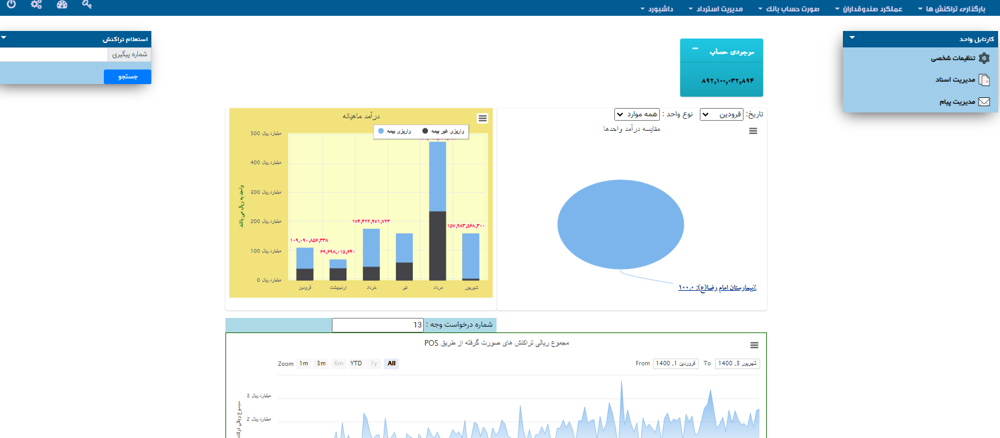 بارگذاری تراکنش ها
عملکرد صندوقداران
صورت حساب بانک
مدیریت استرداد
داشبورد
کارتابل واحد
تنظیمات شخصی
مدیریت اسناد
مدیریت پیام
استعلام تراکنش
شماره پیگیری
جستجو
موجودی حساب
۸۹۲,۱۰۰,۰۳۲,۸۹۴
تاریخ: فرودین نوع واحد : همه موارد
مقایسه درآمد واحدها
٪بیمارستان امام رضا(ع): ۱۰۰.۰
درآمد ماهیانه
واریزی غیر بیمه
واریزی بیمه
500 میلیارد ریال
400 میلیارد ریال
300 میلیارد ریال
200 میلیارد ریال
100 میلیارد ریال
0 میلیارد ریال
واحد به ریال می باشد
۱۰۹,۰۹۰,۸۵۶,۳۳۸
۶۹,۶۹۸,۰۱۵,۶۴۰
۱۷۴,۴۲۲,۹۷۱,۷۲۳
۱۵۷,۹۸۳,۵۶۸,۳۰۰
فرودین
اردیبهشت
خرداد
تیر
مرداد
شهریور
شماره درخواست وجه : 13
مجموع ریالی تراکنش های صورت گرفته از طریق POS
Zoom 1m 3m 6m YTD 1y All
From فروردین 1, 1400 To شهریور 3, 1400
3 میلیارد ریال
2 میلیارد ریال
مجموع ریالی